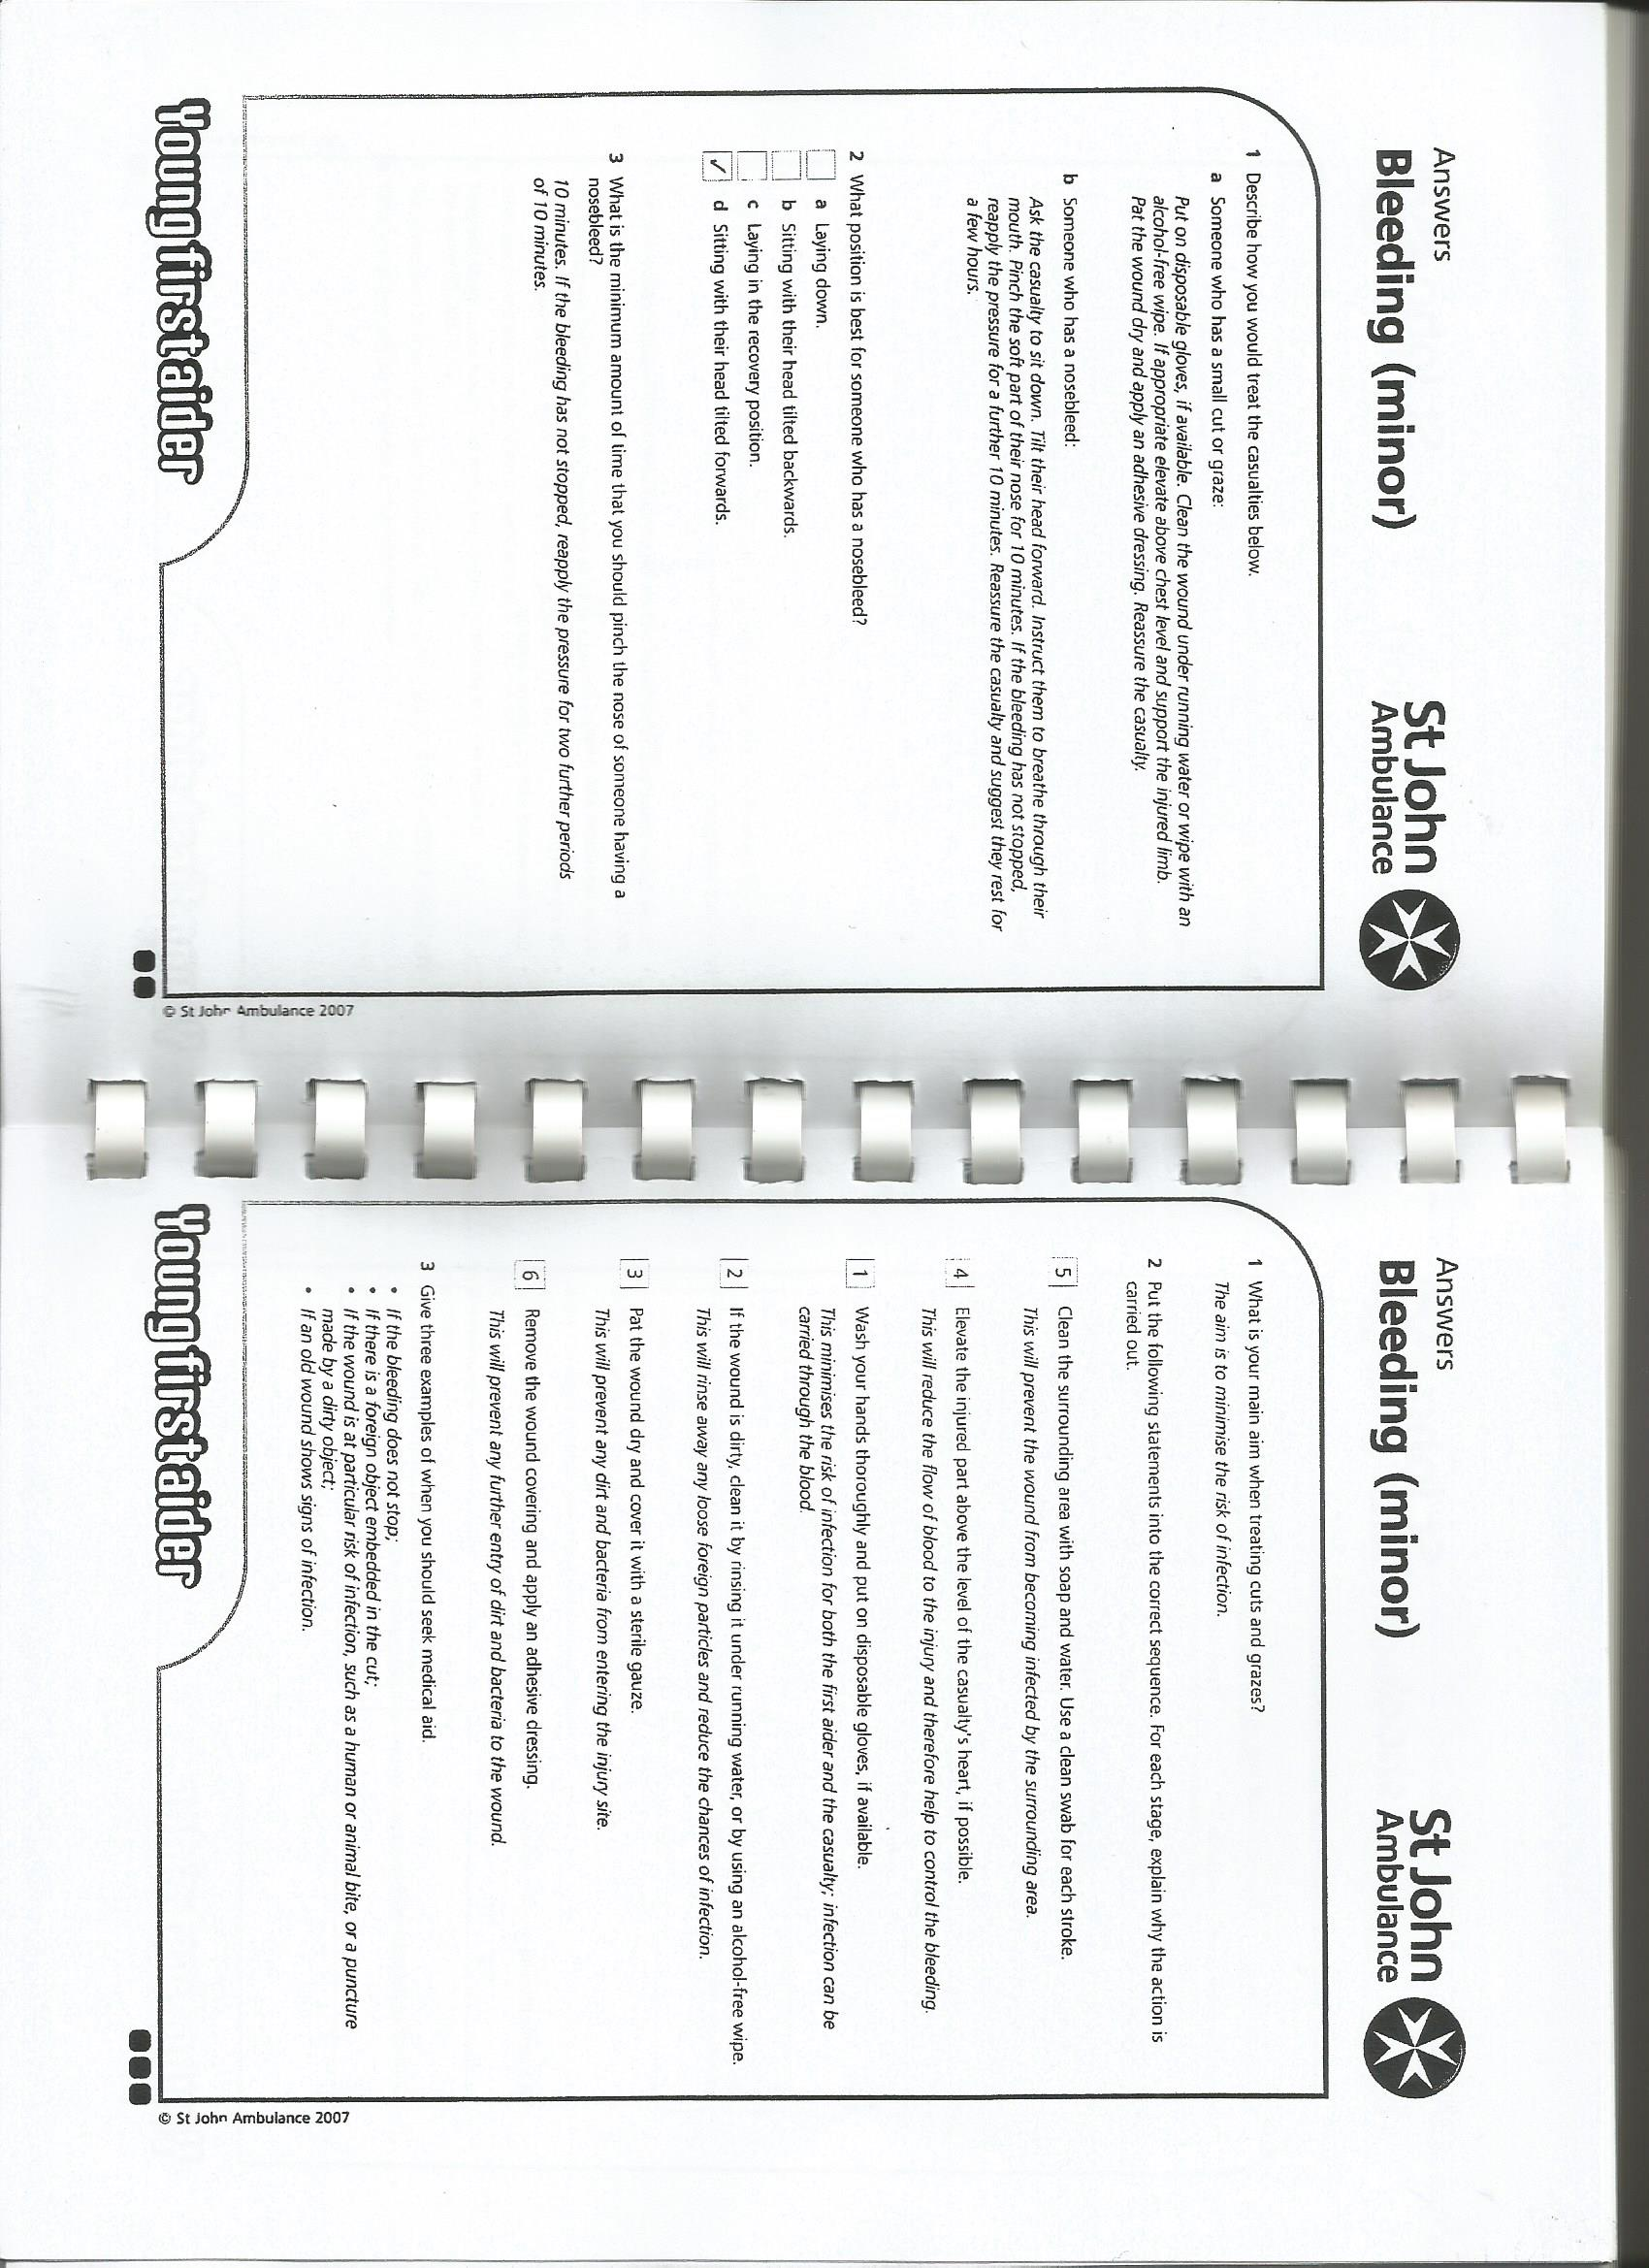 Answers
Bleeding (minor)
St John
Ambulance
1 Describe how you would treat the casualties below.
a Someone who has a small cut or graze:
Put on disposable gloves, if available. Clean the wound under running water or wipe with an
alcohol-free wipe. If appropriate elevate above chest level and support the injured limb.
Pat the wound dry and apply an adhesive dressing. Reassure the casualty.
b Someone who has a nosebleed:
Ask the casualty to sit down. Tilt their head forward. Instruct them to breathe through their
mouth. Pinch the soft part of their nose for 10 minutes. If the bleeding has not stopped,
reapply the pressure for a further 10 minutes. Reassure the casualty and suggest they rest for
a few hours.
2 What position is best for someone who has a nosebleed?
a Laying down.
b Sitting with their head tilted backwards.
c Laying in the recovery position.
✓ d Sitting with their head tilted forwards.
3 What is the minimum amount of time that you should pinch the nose of someone having a
nosebleed?
10 minutes. If the bleeding has not stopped, reapply the pressure for two further periods
of 10 minutes.
Young first aider
© St John Ambulance 2007
Answers
Bleeding (minor)
St John
Ambulance
1 What is your main aim when treating cuts and grazes?
The aim is to minimise the risk of infection.
2 Put the following statements into the correct sequence. For each stage, explain why the action is
carried out.
5 Clean the surrounding area with soap and water. Use a clean swab for each stroke.
This will prevent the wound from becoming infected by the surrounding area.
4 Elevate the injured part above the level of the casualty's heart, if possible.
This will reduce the flow of blood to the injury and therefore help to control the bleeding.
1 Wash your hands thoroughly and put on disposable gloves, if available.
This minimises the risk of infection for both the first aider and the casualty; infection can be
carried through the blood.
2 If the wound is dirty, clean it by rinsing it under running water, or by using an alcohol-free wipe.
This will rinse away any loose foreign particles and reduce the chances of infection.
3 Pat the wound dry and cover it with a sterile gauze.
This will prevent any dirt and bacteria from entering the injury site.
6 Remove the wound covering and apply an adhesive dressing.
This will prevent any further entry of dirt and bacteria to the wound.
3 Give three examples of when you should seek medical aid.
• If the bleeding does not stop;
• If there is a foreign object embedded in the cut;
• If the wound is at particular risk of infection, such as a human or animal bite, or a puncture
made by a dirty object;
• If an old wound shows signs of infection.
Young first aider
© St John Ambulance 2007